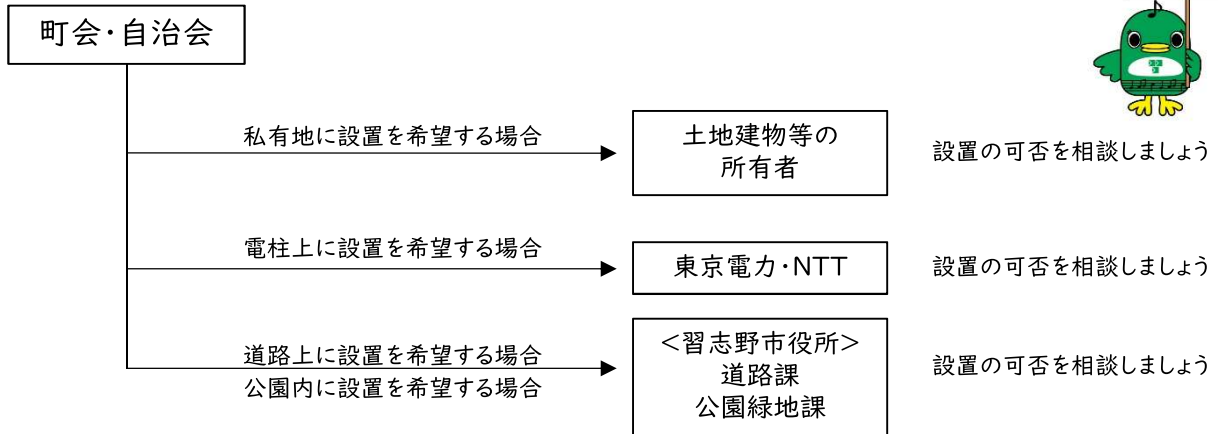 町会・自治会
私有地に設置を希望する場合
土地建物等の
所有者
設置の可否を相談しましょう
電柱上に設置を希望する場合
東京電力・NTT
設置の可否を相談しましょう
道路上に設置を希望する場合
公園内に設置を希望する場合
<習志野市役所>
道路課
公園緑地課
設置の可否を相談しましょう